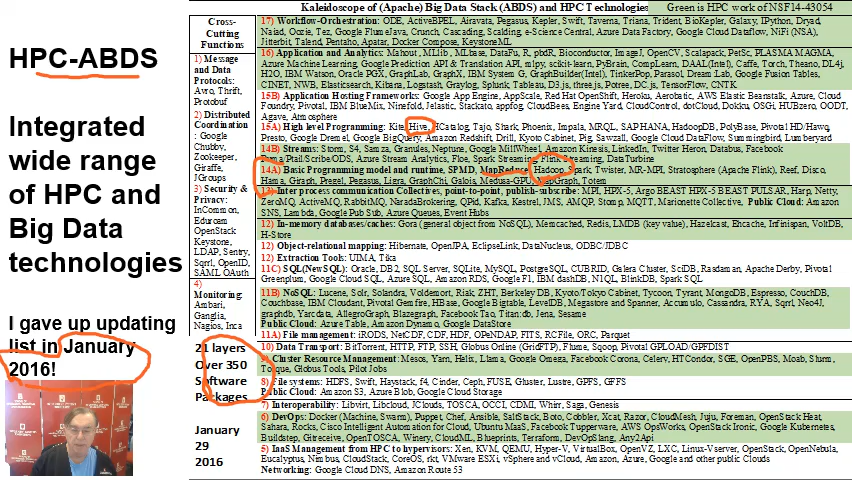 Kaleidoscope of (Apache) Big Data Stack (ABDS) and HPC Technologies
Green is HPC work of NSF14-43054
HPC-ABDS
Integrated
wide range
of HPC and
Big Data
technologies
I gave up updating
list in January
2016!
Cross-
Cutting
Functions
1) Message
and Data
Protocols:
Avro, Thrift,
Protobuf
2) Distributed
Coordination
: Google
Chubby,
Zookeeper,
Giraffe,
JGroups
3) Security &
Privacy:
InCommon,
Eduroam
OpenStack
Keystone,
LDAP, Sentry,
Sqrrl, OpenID,
SAML OAuth
4)
Monitoring:
Ambari,
Ganglia,
Nagios, Inca
21 layers
Over 350
Software
Packages
January
29
2016
17) Workflow-Orchestration: ODE, ActiveBPEL, Airavata, Pegasus, Kepler, Swift, Taverna, Triana, Trident, BioKepler, Galaxy, IPython, Dryad,
Naiad, Oozie, Tez, Google FlumeJava, Crunch, Cascading, Scalding, e-Science Central, Azure Data Factory, Google Cloud Dataflow, NiFi (NSA),
Jitterbit, Talend, Pentaho, Apatar, Docker Compose, KeystoneML
16) Application and Analytics: Mahout , MLlib , MLbase, DataFu, R, pbdR, Bioconductor, ImageJ, OpenCV, Scalapack, PetSc, PLASMA MAGMA,
Azure Machine Learning, Google Prediction API & Translation API, mlpy, scikit-learn, PyBrain, CompLearn, DAAL(Intel), Caffe, Torch, Theano, DL4j,
H2O, IBM Watson, Oracle PGX, GraphLab, GraphX, IBM System G, GraphBuilder(Intel), TinkerPop, Parasol, Dream Lab, Google Fusion Tables,
CINET, NWB, Elasticsearch, Kibana, Logstash, Graylog, Splunk, Tableau, D3.js, three.js, Potree, DC.js, TensorFlow, CNTK
15B) Application Hosting Frameworks: Google App Engine, AppScale, Red Hat OpenShift, Heroku, Aerobatic, AWS Elastic Beanstalk, Azure, Cloud
Foundry, Pivotal, IBM BlueMix, Ninefold, Jelastic, Stackato, appfog, CloudBees, Engine Yard, CloudControl, dotCloud, Dokku, OSGi, HUBzero, OODT,
Agave, Atmosphere
15A) High level Programming: Kite, Hive, HCatalog, Tajo, Shark, Phoenix, Impala, MRQL, SAP HANA, HadoopDB, PolyBase, Pivotal HD/Hawq,
Presto, Google Dremel, Google BigQuery, Amazon Redshift, Drill, Kyoto Cabinet, Pig, Sawzall, Google Cloud DataFlow, Summingbird, Lumberyard
14B) Streams: Storm, S4, Samza, Granules, Neptune, Google MillWheel, Amazon Kinesis, LinkedIn, Twitter Heron, Databus, Facebook
Puma/Ptail/Scribe/ODS, Azure Stream Analytics, Floe, Spark Streaming, Flink Streaming, DataTurbine
14A) Basic Programming model and runtime, SPMD, MapReduce: Hadoop, Spark, Twister, MR-MPI, Stratosphere (Apache Flink), Reef, Disco,
Hama, Giraph, Pregel, Pegasus, Ligra, GraphChi, Galois, Medusa-GPU, MapGraph, Totem
13) Inter process communication Collectives, point-to-point, publish-subscribe: MPI, HPX-5, Argo BEAST HPX-5 BEAST PULSAR, Harp, Netty,
ZeroMQ, ActiveMQ, RabbitMQ, NaradaBrokering, QPid, Kafka, Kestrel, JMS, AMQP, Stomp, MQTT, Marionette Collective, Public Cloud: Amazon
SNS, Lambda, Google Pub Sub, Azure Queues, Event Hubs
12) In-memory databases/caches: Gora (general object from NoSQL), Memcached, Redis, LMDB (key value), Hazelcast, Ehcache, Infinispan, VoltDB,
H-Store
12) Object-relational mapping: Hibernate, OpenJPA, EclipseLink, DataNucleus, ODBC/JDBC
12) Extraction Tools: UIMA, Tika
11C) SQL(NewSQL): Oracle, DB2, SQL Server, SQLite, MySQL, PostgreSQL, CUBRID, Galera Cluster, SciDB, Rasdaman, Apache Derby, Pivotal
Greenplum, Google Cloud SQL, Azure SQL, Amazon RDS, Google F1, IBM dashDB, N1QL, BlinkDB, Spark SQL
11B) NoSQL: Lucene, Solr, Solandra, Voldemort, Riak, ZHT, Berkeley DB, Kyoto/Tokyo Cabinet, Tycoon, Tyrant, MongoDB, Espresso, CouchDB,
Couchbase, IBM Cloudant, Pivotal Gemfire, HBase, Google Bigtable, LevelDB, Megastore and Spanner, Accumulo, Cassandra, RYA, Sqrrl, Neo4J,
graphdb, Yarcdata, AllegroGraph, Blazegraph, Facebook Tao, Titan:db, Jena, Sesame
Public Cloud: Azure Table, Amazon Dynamo, Google DataStore
11A) File management: iRODS, NetCDF, CDF, HDF, OPeNDAP, FITS, RCFile, ORC, Parquet
10) Data Transport: BitTorrent, HTTP, FTP, SSH, Globus Online (GridFTP), Flume, Sqoop, Pivotal GPLOAD/GPFDIST
9) Cluster Resource Management: Mesos, Yarn, Helix, Llama, Google Omega, Facebook Corona, Celery, HTCondor, SGE, OpenPBS, Moab, Slurm,
Torque, Globus Tools, Pilot Jobs
8) File systems: HDFS, Swift, Haystack, f4, Cinder, Ceph, FUSE, Gluster, Lustre, GPFS, GFFS
Public Cloud: Amazon S3, Azure Blob, Google Cloud Storage
7) Interoperability: Libvirt, Libcloud, JClouds, TOSCA, OCCI, CDMI, Whirr, Saga, Genesis
6) DevOps: Docker (Machine, Swarm), Puppet, Chef, Ansible, SaltStack, Boto, Cobbler, Xcat, Razor, CloudMesh, Juju, Foreman, OpenStack Heat,
Sahara, Rocks, Cisco Intelligent Automation for Cloud, Ubuntu MaaS, Facebook Tupperware, AWS OpsWorks, OpenStack Ironic, Google Kubernetes,
Buildstep, Gitreceive, OpenTOSCA, Winery, CloudML, Blueprints, Terraform, DevOpSlang, Any2Api
5) IaaS Management from HPC to hypervisors: Xen, KVM, QEMU, Hyper-V, VirtualBox, OpenVZ, LXC, Linux-Vserver, OpenStack, OpenNebula,
Eucalyptus, Nimbus, CloudStack, CoreOS, rkt, VMware ESXi, vSphere and vCloud, Amazon, Azure, Google and other public Clouds
Networking: Google Cloud DNS, Amazon Route 53